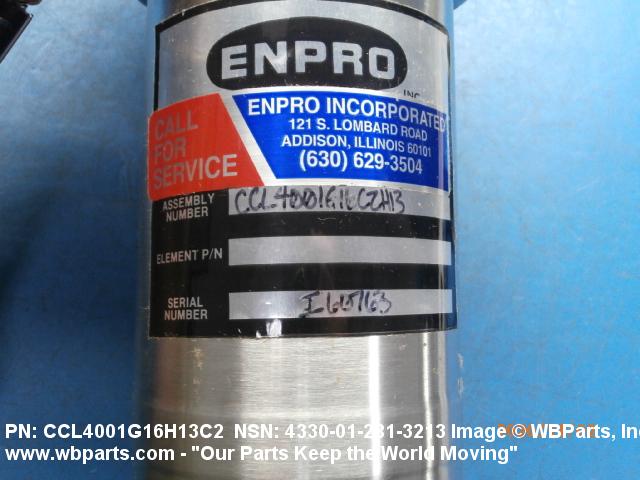 ENPRO
INC.
ENPRO INCORPORATED
121 S. LOMBARD ROAD
ADDISON, ILLINOIS 60101
(630) 629-3504
CALL
FOR
SERVICE
ASSEMBLY
NUMBER
CCL4001G16C2H13
ELEMENT P/N
SERIAL
NUMBER
PN: CCL4001G16H13C2 NSN: 4330-01-231-3213 Image © WBParts, Inc
www.wbparts.com - "Our Parts Keep the World Moving"